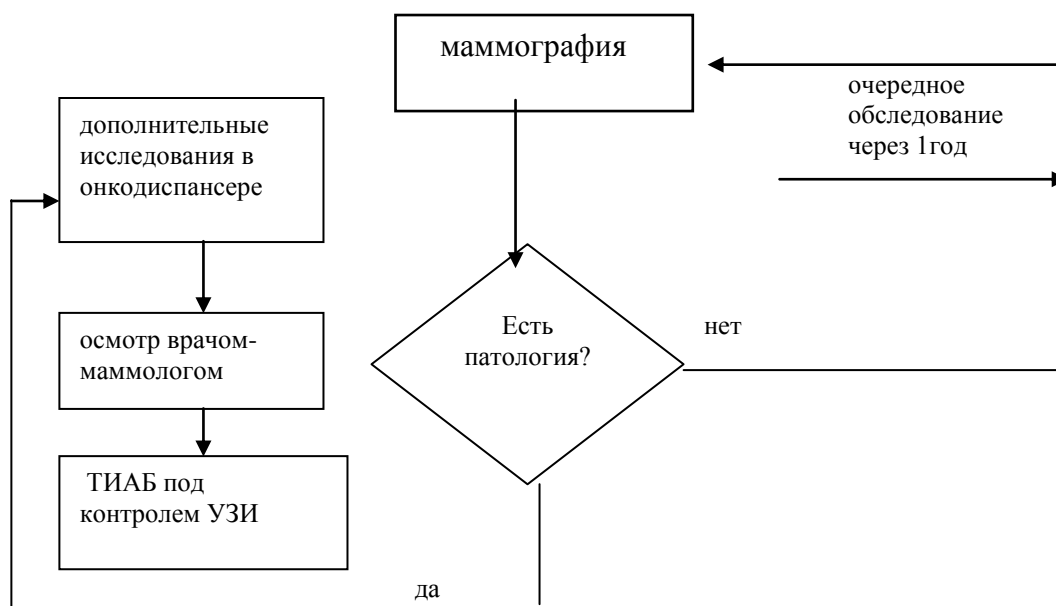 маммография
очередное
обследование
через 1год
дополнительные
исследования в
онкодиспансере
осмотр врачом-
маммологом
ТИАБ под
контролем УЗИ
Есть
патология?
нет
да